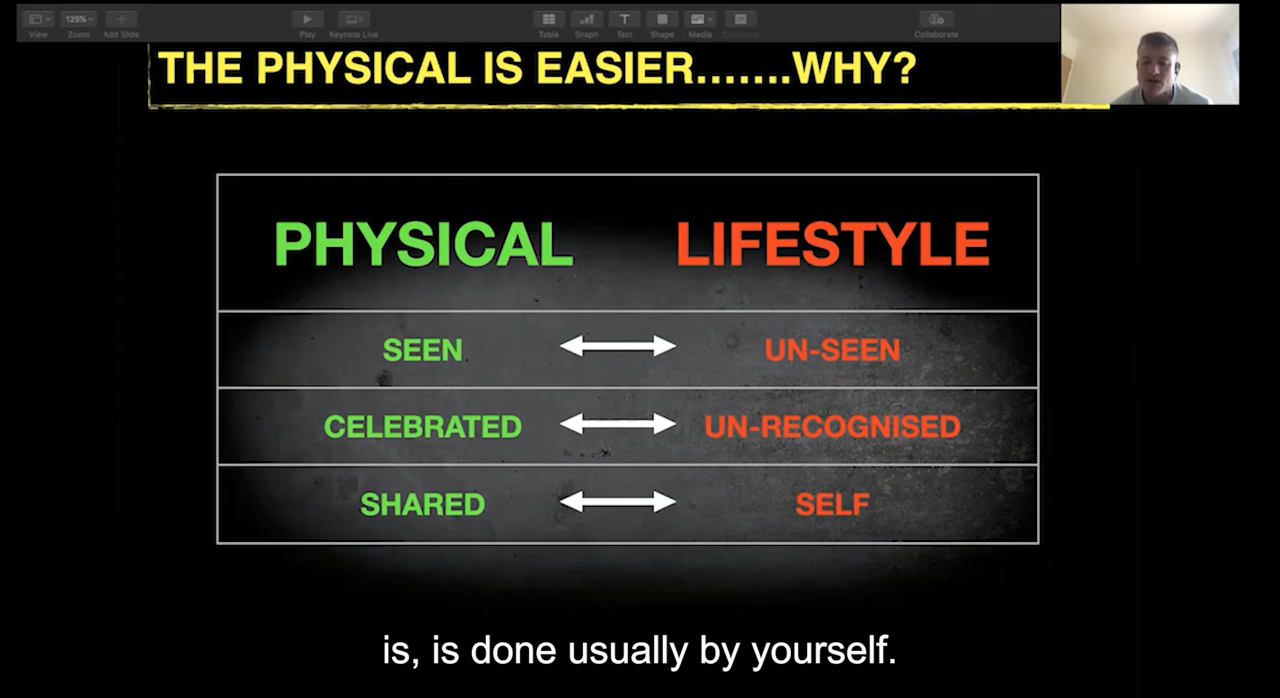 125%
View
Zoom
Add Slide
Play
Keynote Live
Table
Graph
Text
Shape
Media
Comment
Collaborate
THE PHYSICAL IS EASIER.......WHY?
PHYSICAL LIFESTYLE
SEEN UN-SEEN
CELEBRATED UN-RECOGNISED
SHARED SELF
is, is done usually by yourself.